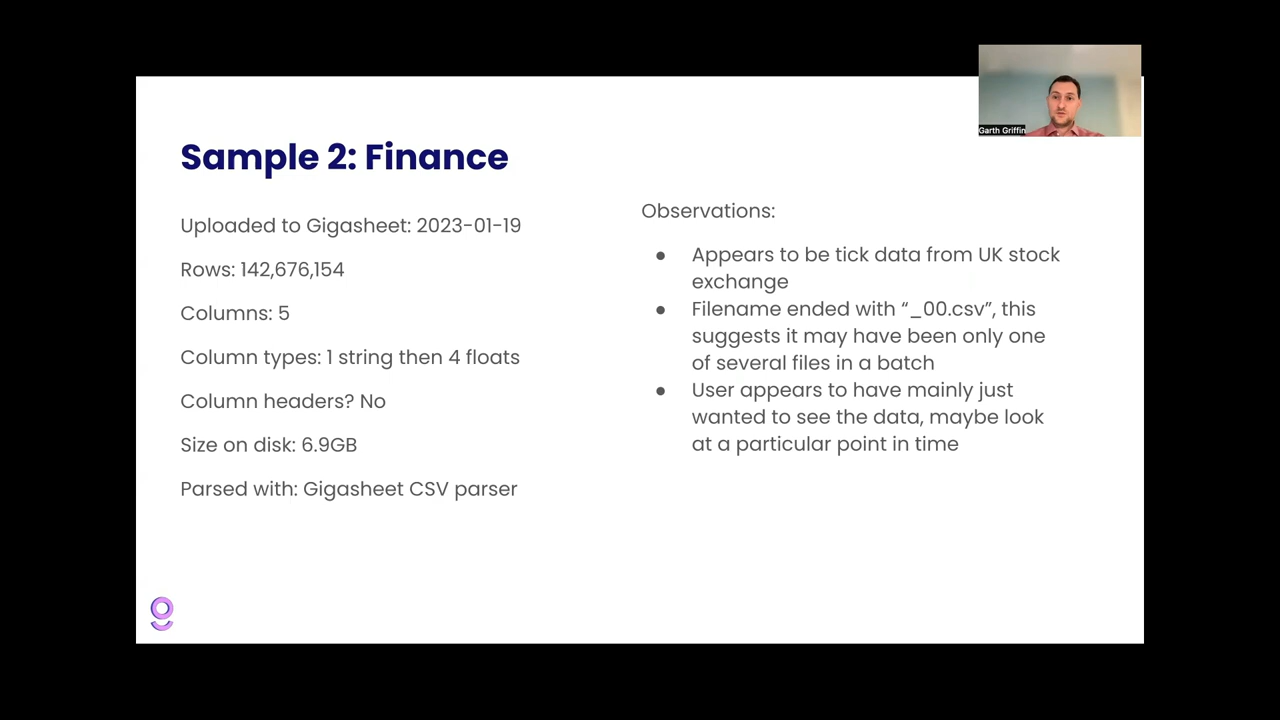 Garth Griffin
Sample 2: Finance
Uploaded to Gigasheet: 2023-01-19
Rows: 142,676,154
Columns: 5
Column types: 1 string then 4 floats
Column headers? No
Size on disk: 6.9GB
Parsed with: Gigasheet CSV parser
Observations:
● Appears to be tick data from UK stock
exchange
● Filename ended with “_00.csv”, this
suggests it may have been only one
of several files in a batch
● User appears to have mainly just
wanted to see the data, maybe look
at a particular point in time